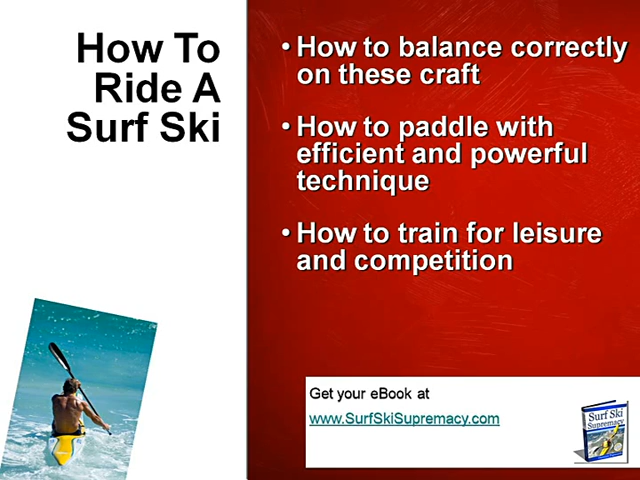 How To
Ride A
Surf Ski
• How to balance correctly
on these craft
• How to paddle with
efficient and powerful
technique
• How to train for leisure
and competition
Get your eBook at
www.SurfSkiSupremacy.com
Surf Ski
Supremacy